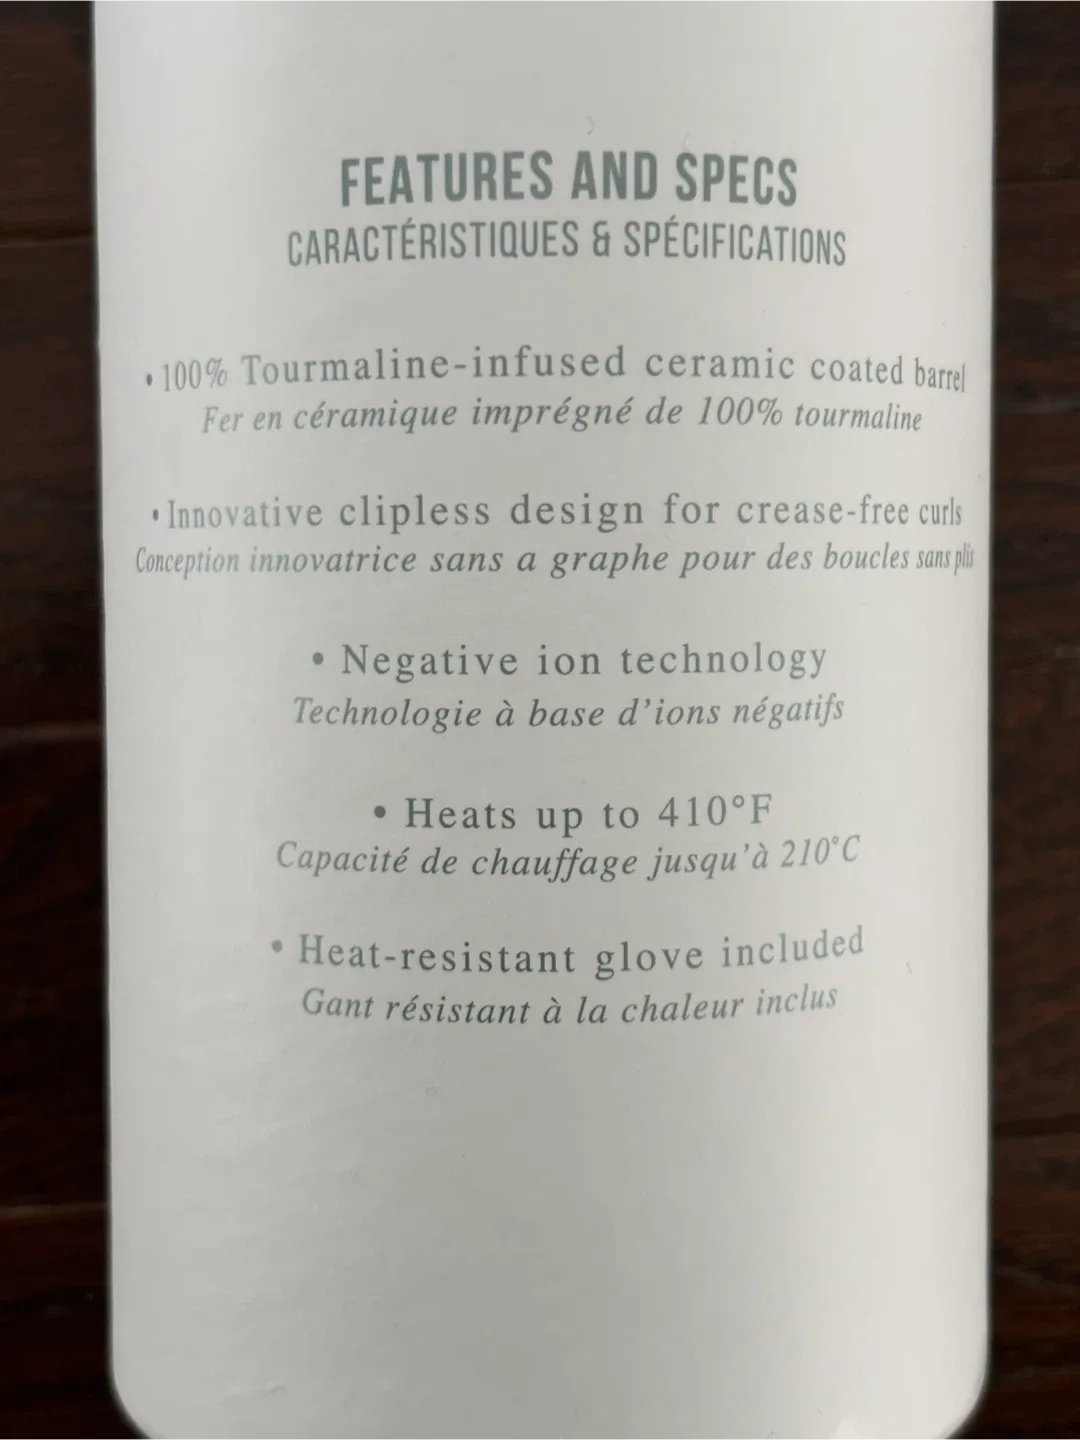 FEATURES AND SPECS
CARACTÉRISTIQUES & SPÉCIFICATIONS
• 100% Tourmaline-infused ceramic coated barrel
Fer en céramique imprégné de 100% tourmaline
• Innovative clipless design for crease-free curls
Conception innovatrice sans a graphe pour des boucles sans plis
• Negative ion technology
Technologie à base d'ions négatifs
• Heats up to 410°F
Capacité de chauffage jusqu'à 210°C
• Heat-resistant glove included
Gant résistant à la chaleur inclus